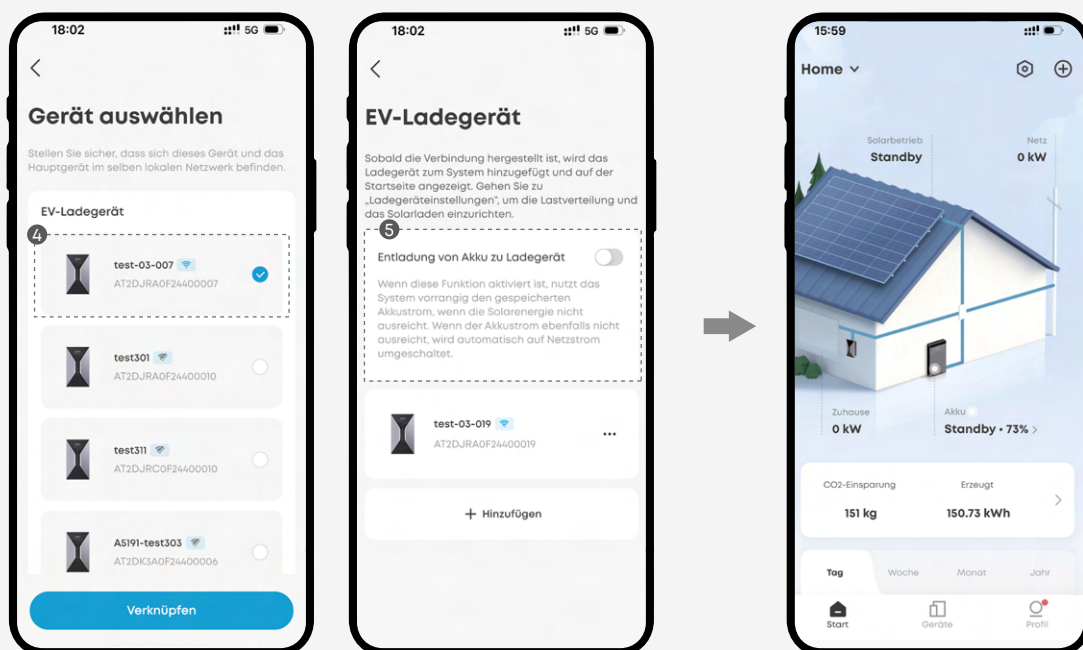 18:02
5G
Gerät auswählen
Stellen Sie sicher, dass sich dieses Gerät und das
Hauptgerät im selben lokalen Netzwerk befinden.
EV-Ladegerät
4
test-03-007
AT2DJRA0F24400007
test301
AT2DJRA0F24400010
test311
AT2DJRC0F24400010
A5191-test303
AT2DK3A0F24400006
Verknüpfen
18:02
5G
EV-Ladegerät
Sobald die Verbindung hergestellt ist, wird das
Ladegerät zum System hinzugefügt und auf der
Startseite angezeigt. Gehen Sie zu
„Ladegeräteinstellungen", um die Lastverteilung und
das Solarladen einzurichten.
5
Entladung von Akku zu Ladegerät
Wenn diese Funktion aktiviert ist, nutzt das
System vorrangig den gespeicherten
Akkustrom, wenn die Solarenergie nicht
ausreicht. Wenn der Akkustrom ebenfalls nicht
ausreicht, wird automatisch auf Netzstrom
umgeschaltet.
test-03-019
AT2DJRA0F24400019
+ Hinzufügen
15:59
Home
Solarbetrieb
Standby
Netz
0 kW
Zuhause
0 kW
Akku
Standby • 73% >
CO2-Einsparung
151 kg
Erzeugt
150.73 kWh
Tag
Woche
Monat
Jahr
Start
Geräte
Profil